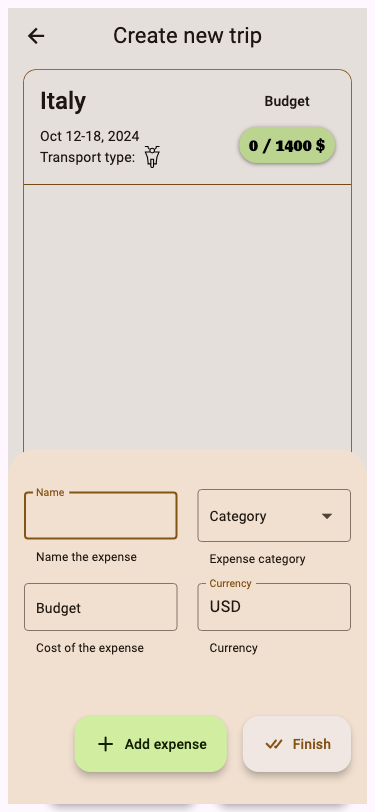 Create new trip
Italy
Budget
Oct 12-18, 2024
Transport type:
0 / 1400 $
Name
Category
Name the expense
Expense category
Budget
Currency
USD
Cost of the expense
Currency
Add expense
Finish